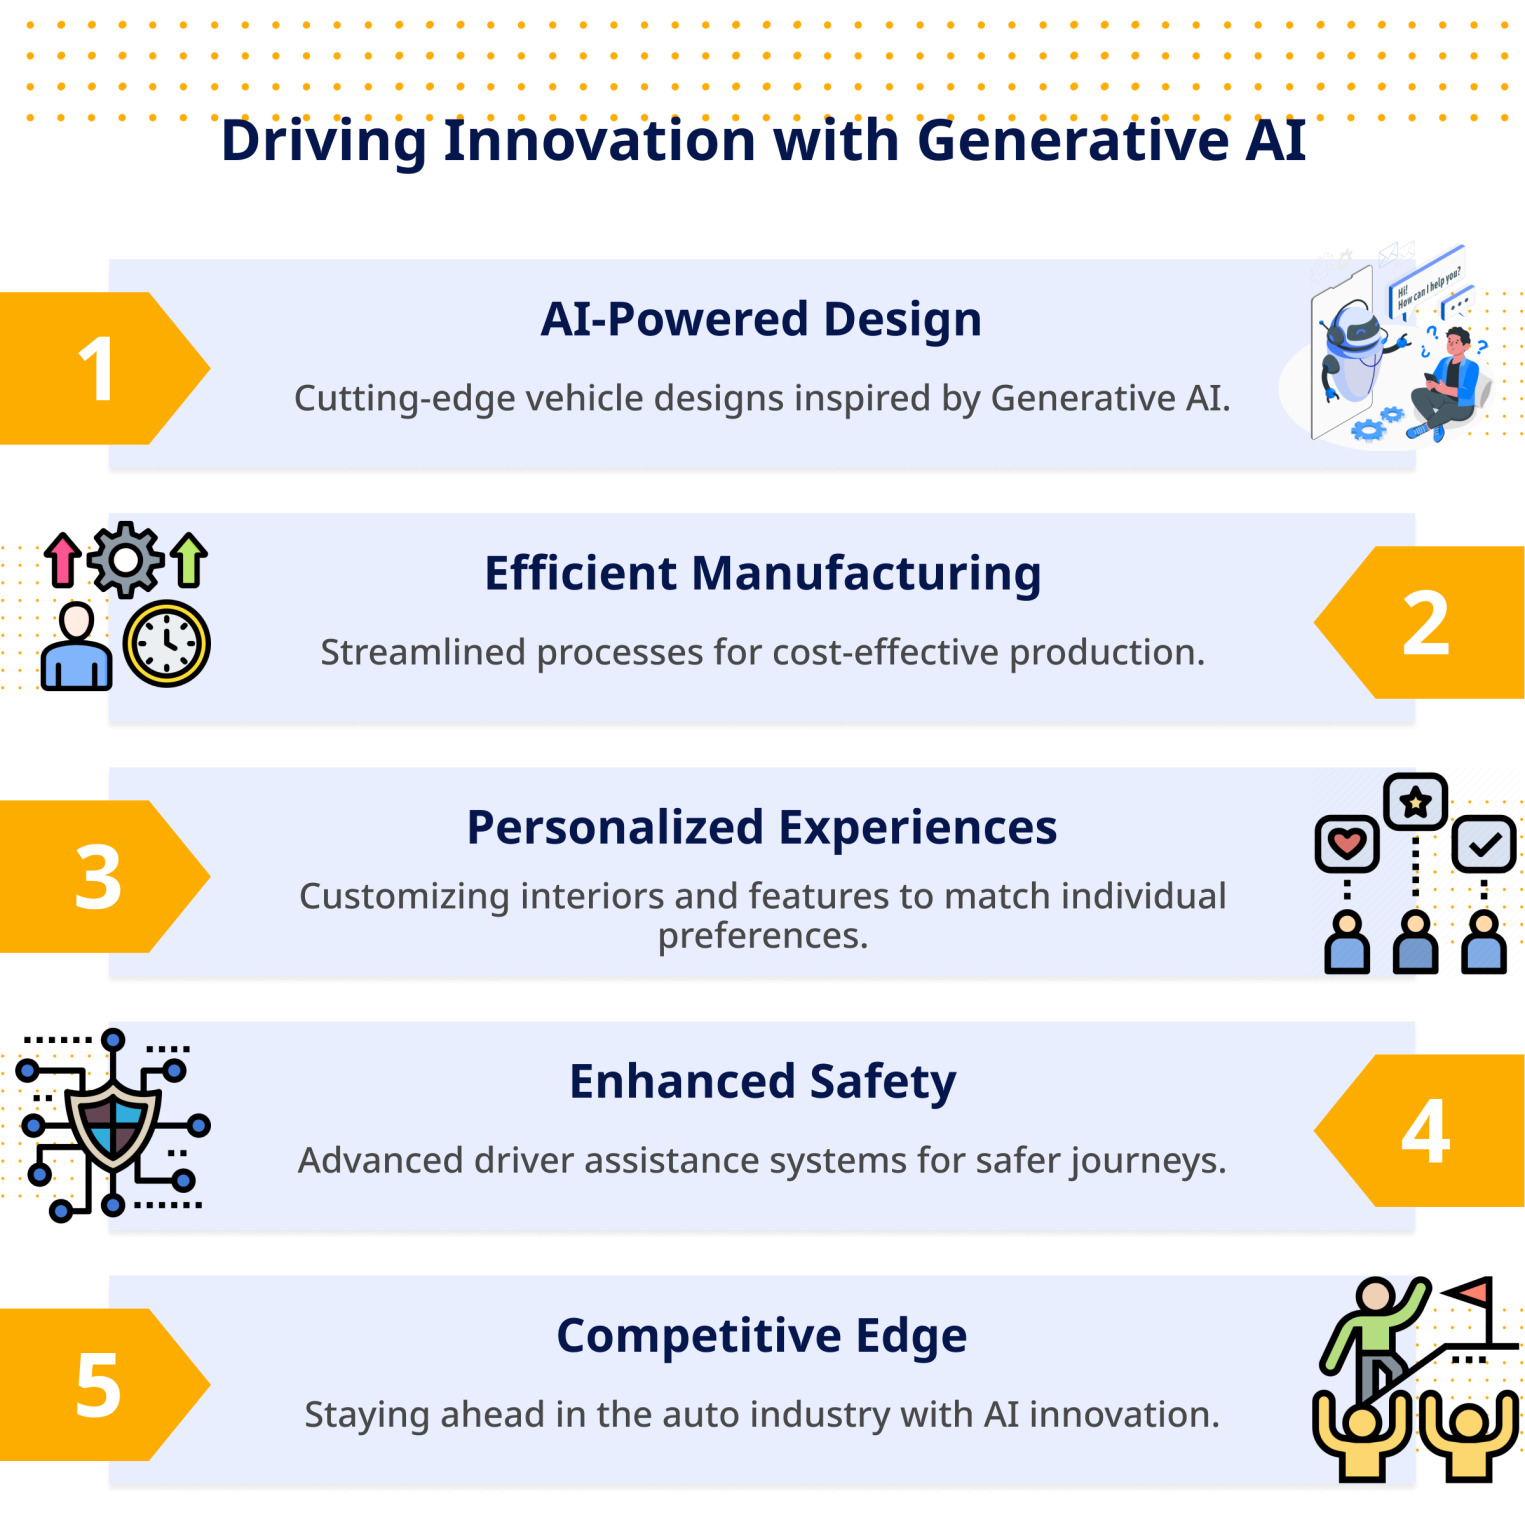 Driving Innovation with Generative AI
1
AI-Powered Design
Cutting-edge vehicle designs inspired by Generative AI.
Hi!
How can I help you?
Efficient Manufacturing
Streamlined processes for cost-effective production.
2
3
Personalized Experiences
Customizing interiors and features to match individual
preferences.
Enhanced Safety
Advanced driver assistance systems for safer journeys.
4
5
Competitive Edge
Staying ahead in the auto industry with AI innovation.